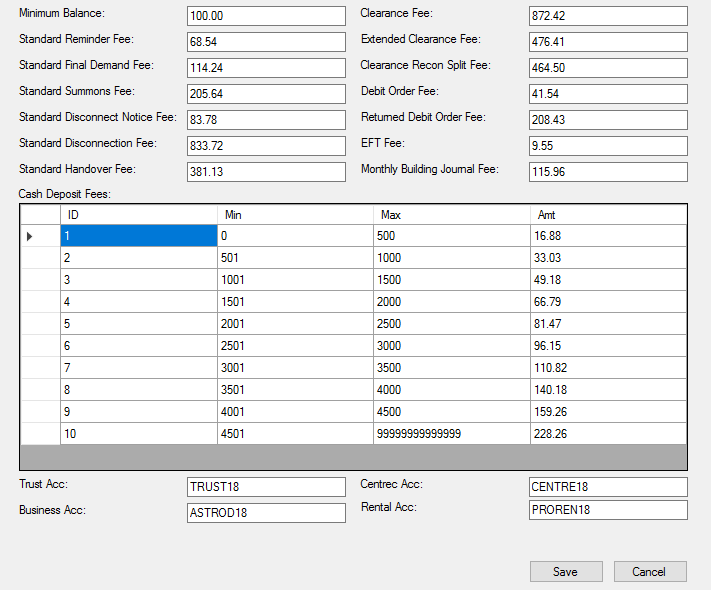 Minimum Balance: 100.00 Clearance Fee: 872.42
Standard Reminder Fee: 68.54 Extended Clearance Fee: 476.41
Standard Final Demand Fee: 114.24 Clearance Recon Split Fee: 464.50
Standard Summons Fee: 205.64 Debit Order Fee: 41.54
Standard Disconnect Notice Fee: 83.78 Returned Debit Order Fee: 208.43
Standard Disconnection Fee: 833.72 EFT Fee: 9.55
Standard Handover Fee: 381.13 Monthly Building Journal Fee: 115.96
Cash Deposit Fees:
ID Min Max Amt
1 0 500 16.88
2 501 1000 33.03
3 1001 1500 49.18
4 1501 2000 66.79
5 2001 2500 81.47
6 2501 3000 96.15
7 3001 3500 110.82
8 3501 4000 140.18
9 4001 4500 159.26
10 4501 99999999999999 228.26
Trust Acc: TRUST18 Centrec Acc: CENTRE18
Business Acc: ASTROD18 Rental Acc: PROREN18
Save Cancel